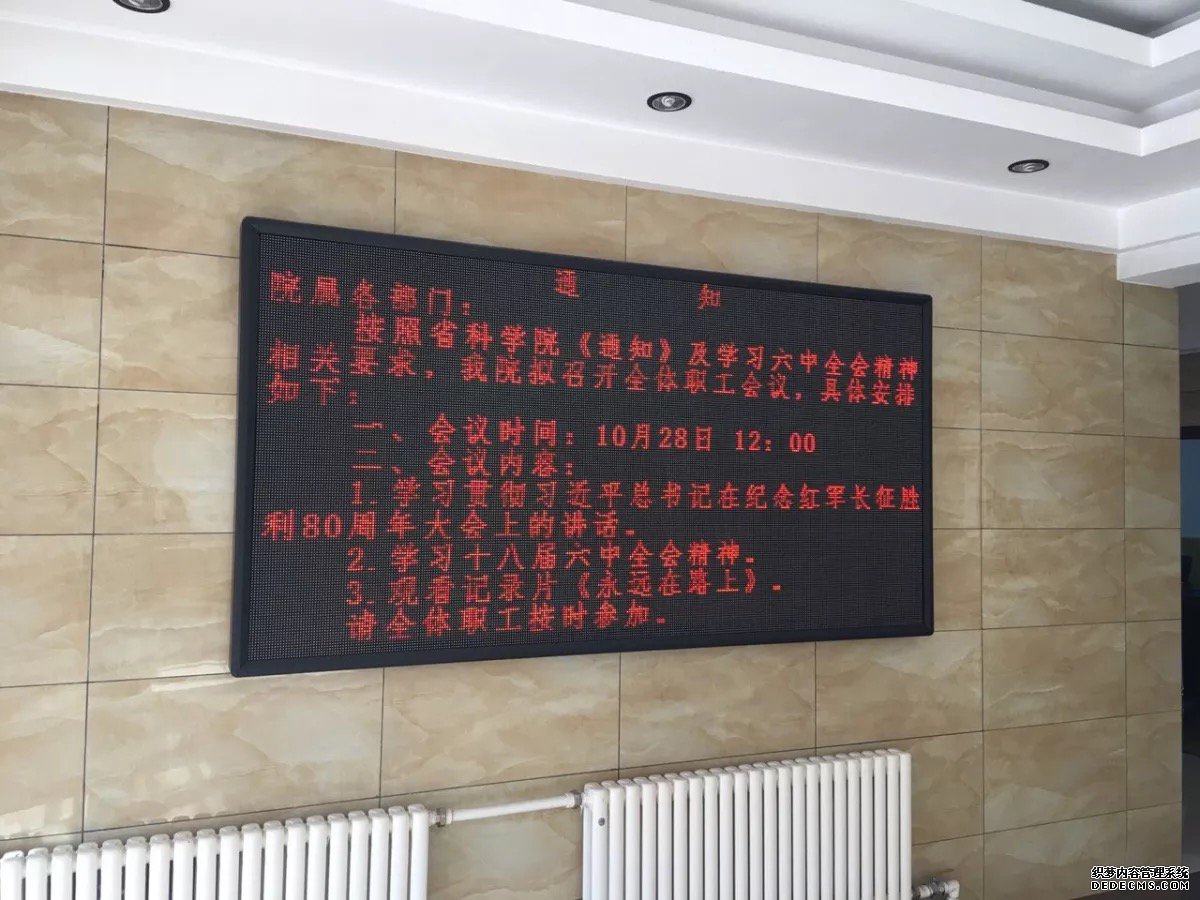 通 知
院属各部门：
按照省科学院《通知》及学习六中全会精神
相关要求，我院拟召开全体职工会议，具体安排
如下：
一、会议时间：10月28日 12：00
二、会议内容：
1.学习贯彻习近平总书记在纪念红军长征胜
利80周年大会上的讲话。
2.学习十八届六中全会精神。
3.观看记录片《永远在路上》。
请全体职工按时参加。
织梦内容管理系统
DEDECMS.COM